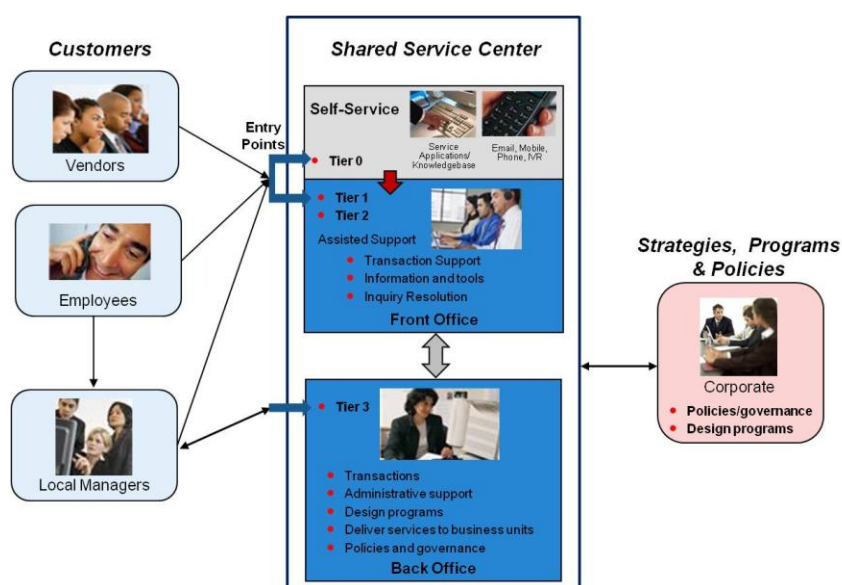 Customers
Vendors
Employees
Local Managers
Entry
Points
Shared Service Center
Self-Service
Service
Applications/
Knowledgebase
Email, Mobile,
Phone, IVR
Tier 0
Tier 1
Tier 2
Assisted Support
Transaction Support
Information and tools
Inquiry Resolution
Front Office
Tier 3
Transactions
Administrative support
Design programs
Deliver services to business units
Policies and governance
Back Office
Strategies, Programs
& Policies
Corporate
Policies/governance
Design programs